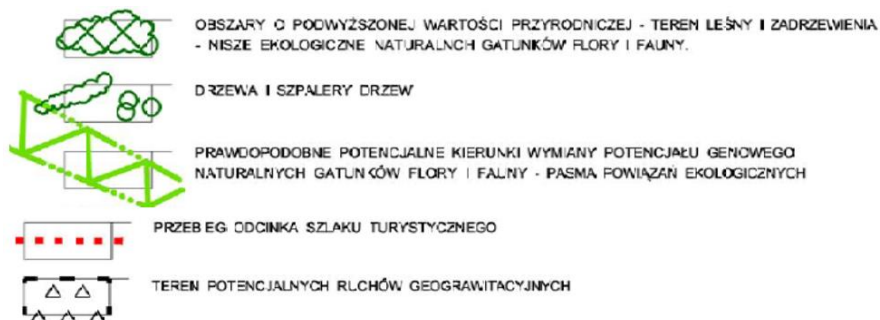 OBSZARY O PODWYŻSZONEJ WARTOŚCI PRZYRODNICZEJ - TEREN LEŚNY I ZADRZEWIENIA
- NISZE EKOLOGICZNE NATURALNCH GATUNKÓW FLORY I FAUNY.
DRZEWA I SZPALERY DRZEW
PRAWDOPODOBNE POTENCJALNE KIERUNKI WYMIANY POTENCJAŁU GENOWEGO
NATURALNYCH GATUNKÓW FLORY I FAUNY - PASMA POWIĄZAŃ EKOLOGICZNYCH
PRZEBIEG ODCINKA SZLAKU TURYSTYCZNEGO
TEREN POTENCJALNYCH RUCHÓW GEOGRAWITACYJNYCH